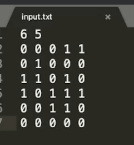 input.txt ×
6 5
0 0 0 1 1
0 1 0 0 0
1 1 0 1 0
1 0 1 1 1
0 0 1 1 0
0 0 0 0 0